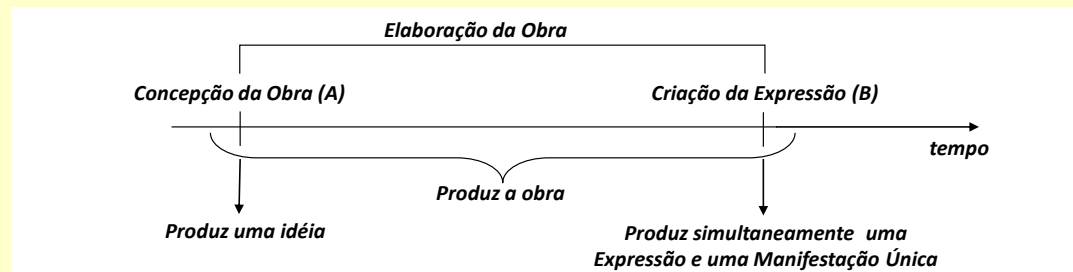 Elaboração da Obra
Concepção da Obra (A)
Criação da Expressão (B)
tempo
Produz a obra
Produz uma idéia
Produz simultaneamente uma
Expressão e uma Manifestação Única